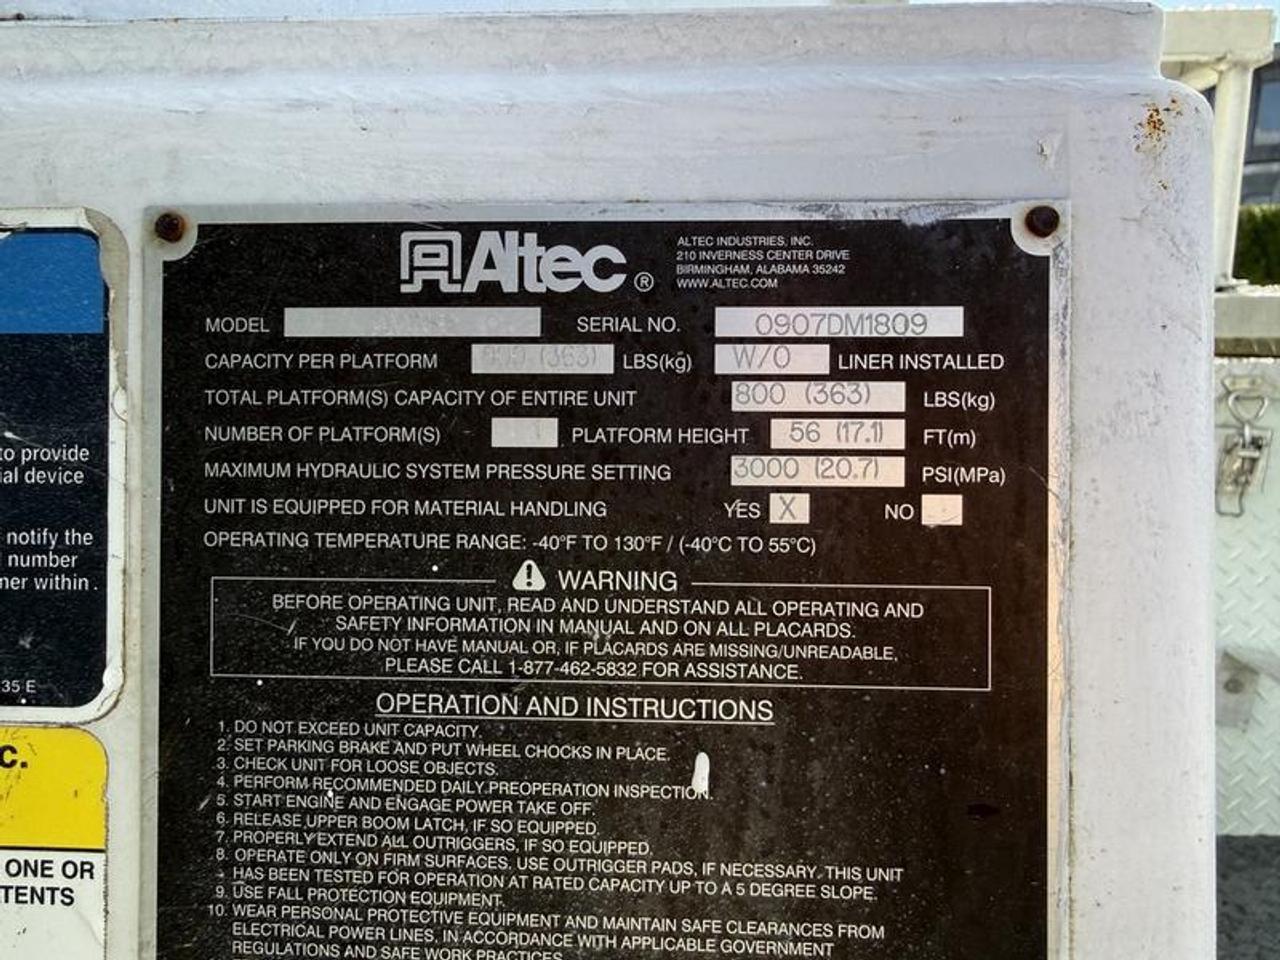 Altec ®
ALTEC INDUSTRIES, INC.
210 INVERNESS CENTER DRIVE
BIRMINGHAM, ALABAMA 35242
WWW.ALTEC.COM
MODEL SERIAL NO. 0907DM1809
CAPACITY PER PLATFORM (363) LBS(kg) W/O LINER INSTALLED
TOTAL PLATFORM(S) CAPACITY OF ENTIRE UNIT 800 (363) LBS(kg)
NUMBER OF PLATFORM(S) PLATFORM HEIGHT 56 (17.1) FT(m)
MAXIMUM HYDRAULIC SYSTEM PRESSURE SETTING 3000 (20.7) PSI(MPa)
UNIT IS EQUIPPED FOR MATERIAL HANDLING YES X NO
OPERATING TEMPERATURE RANGE: -40°F TO 130°F / (-40°C TO 55°C)
WARNING
BEFORE OPERATING UNIT, READ AND UNDERSTAND ALL OPERATING AND
SAFETY INFORMATION IN MANUAL AND ON ALL PLACARDS.
IF YOU DO NOT HAVE MANUAL OR, IF PLACARDS ARE MISSING/UNREADABLE,
PLEASE CALL 1-877-462-5832 FOR ASSISTANCE.
OPERATION AND INSTRUCTIONS
1. DO NOT EXCEED UNIT CAPACITY.
2. SET PARKING BRAKE AND PUT WHEEL CHOCKS IN PLACE.
3. CHECK UNIT FOR LOOSE OBJECTS.
4. PERFORM RECOMMENDED DAILY PREOPERATION INSPECTION.
5. START ENGINE AND ENGAGE POWER TAKE OFF.
6. RELEASE UPPER BOOM LATCH, IF SO EQUIPPED.
7. PROPERLY EXTEND ALL OUTRIGGERS, IF SO EQUIPPED.
8. OPERATE ONLY ON FIRM SURFACES. USE OUTRIGGER PADS, IF NECESSARY. THIS UNIT
HAS BEEN TESTED FOR OPERATION AT RATED CAPACITY UP TO A 5 DEGREE SLOPE.
9. USE FALL PROTECTION EQUIPMENT.
10. WEAR PERSONAL PROTECTIVE EQUIPMENT AND MAINTAIN SAFE CLEARANCES FROM
ELECTRICAL POWER LINES, IN ACCORDANCE WITH APPLICABLE GOVERNMENT
REGULATIONS AND SAFE WORK PRACTICES.
to provide
ial device
notify the
number
ner within.
35 E
c.
ONE OR
TENTS